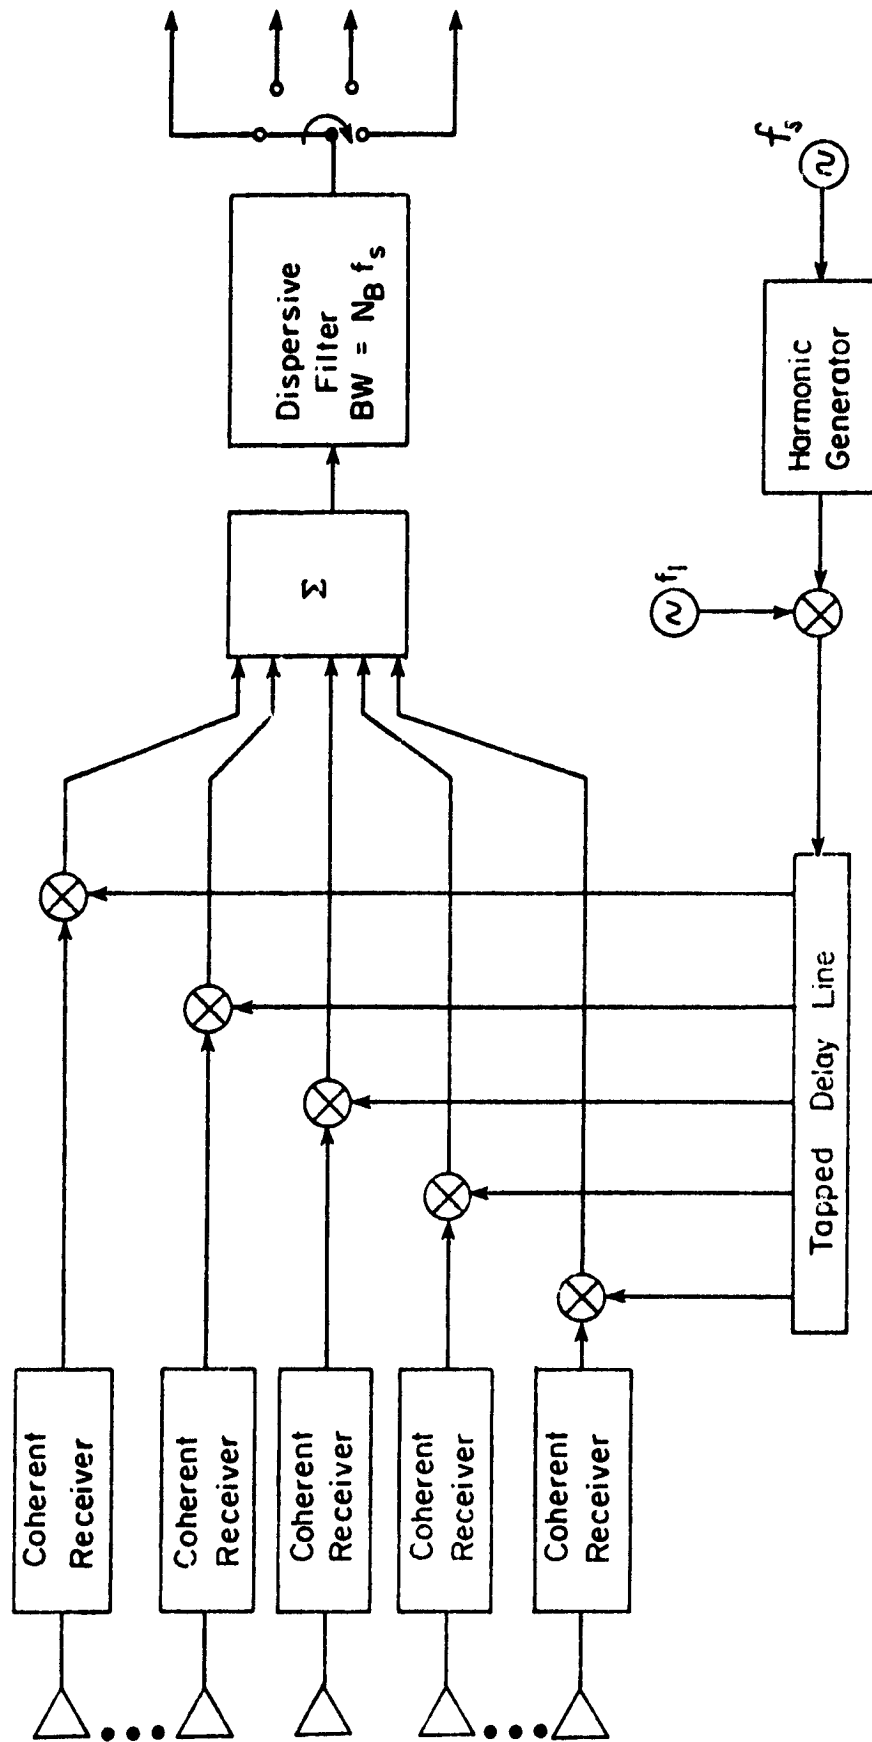 Coherent
Receiver
Coherent
Receiver
Coherent
Receiver
Coherent
Receiver
Coherent
Receiver
Tapped Delay Line
Σ
Dispersive
Filter
BW = N_B f_s
f_1
Harmonic
Generator
f_s